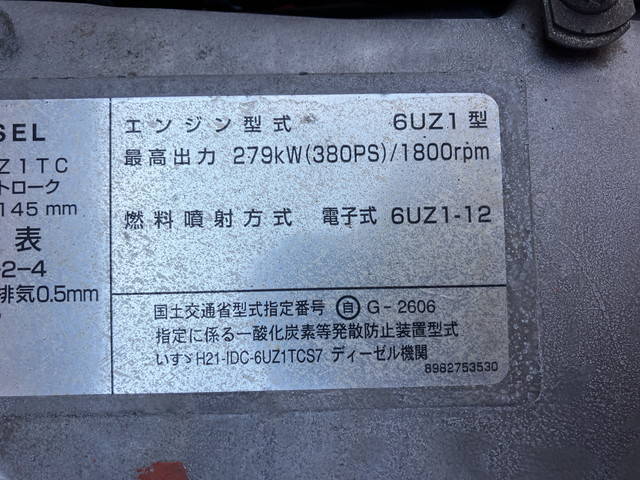 SEL
Z1TC
トローク
145 mm
表
-2-4
排気0.5mm
エンジン型式 6UZ1型
最高出力 279kW(380PS)/1800rpm
燃料噴射方式 電子式 6UZ1-12
国土交通省型式指定番号 自 G-2606
指定に係る一酸化炭素等発散防止装置型式
いすゞH21-IDC-6UZ1TCS7 ディーゼル機関
8982753530